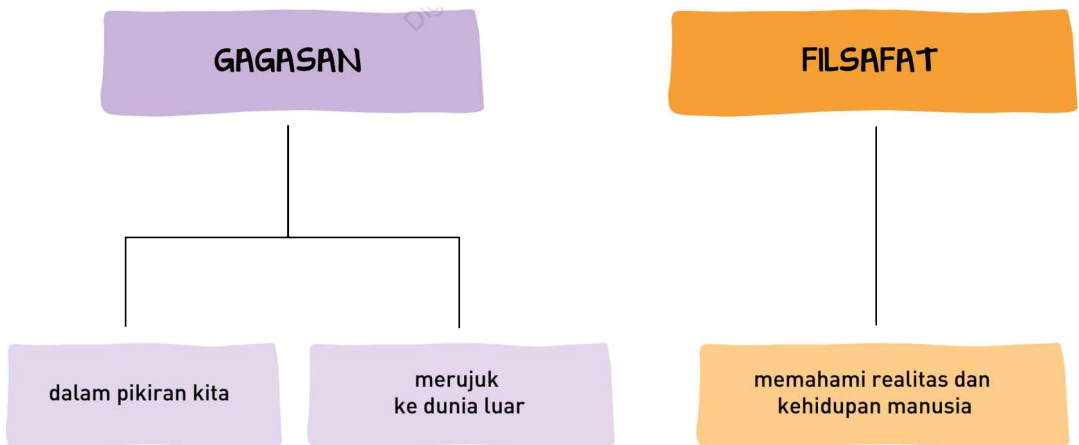 GAGASAN
FILSAFAT
dalam pikiran kita
merujuk
ke dunia luar
memahami realitas dan
kehidupan manusia